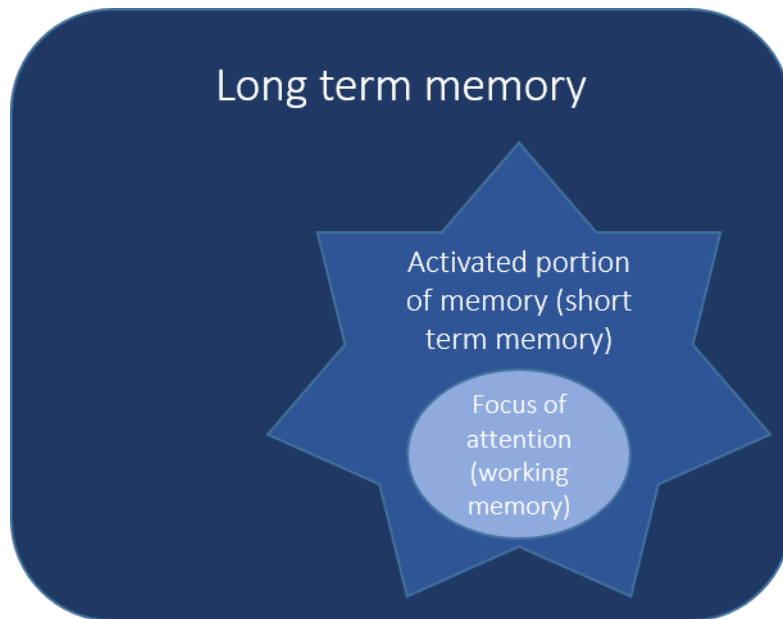 Long term memory
Activated portion
of memory (short
term memory)
Focus of
attention
(working
memory)